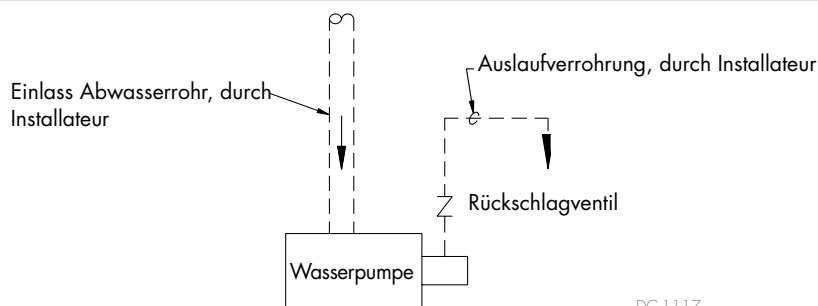 Auslaufverrohrung, durch Installateur
Einlass Abwasserrohr, durch
Installateur
Rückschlagventil
Wasserpumpe